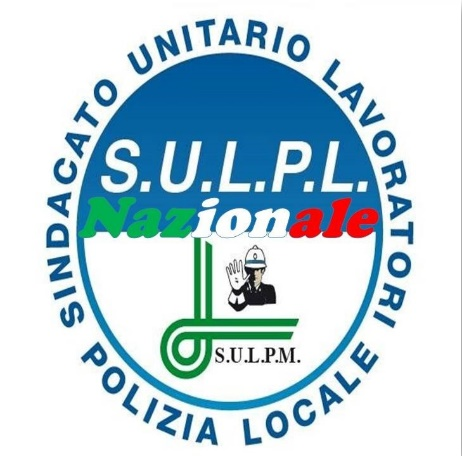 SINDACATO UNITARIO LAVORATORI
POLIZIA LOCALE
S.U.L.P.L.
Nazionale
S.U.L.P.M.